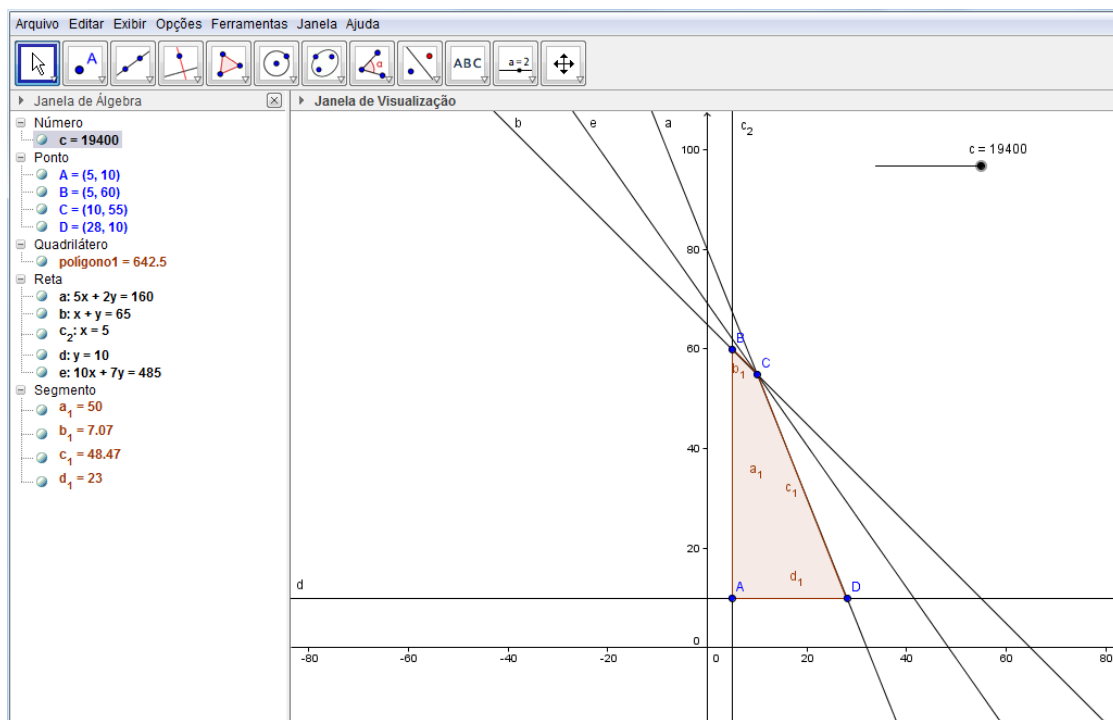 Arquivo Editar Exibir Opções Ferramentas Janela Ajuda
A α ABC a=2
Janela de Álgebra
Número
c = 19400
Ponto
A = (5, 10)
B = (5, 60)
C = (10, 55)
D = (28, 10)
Quadrilátero
polígono1 = 642.5
Reta
a: 5x + 2y = 160
b: x + y = 65
c₂: x = 5
d: y = 10
e: 10x + 7y = 485
Segmento
a₁ = 50
b₁ = 7.07
c₁ = 48.47
d₁ = 23
Janela de Visualização
b e a c₂
c = 19400
100
80
60
40
20
0
B
C
b₁
a₁
c₁
d₁
d
A
D
-80 -60 -40 -20 0 20 40 60 80